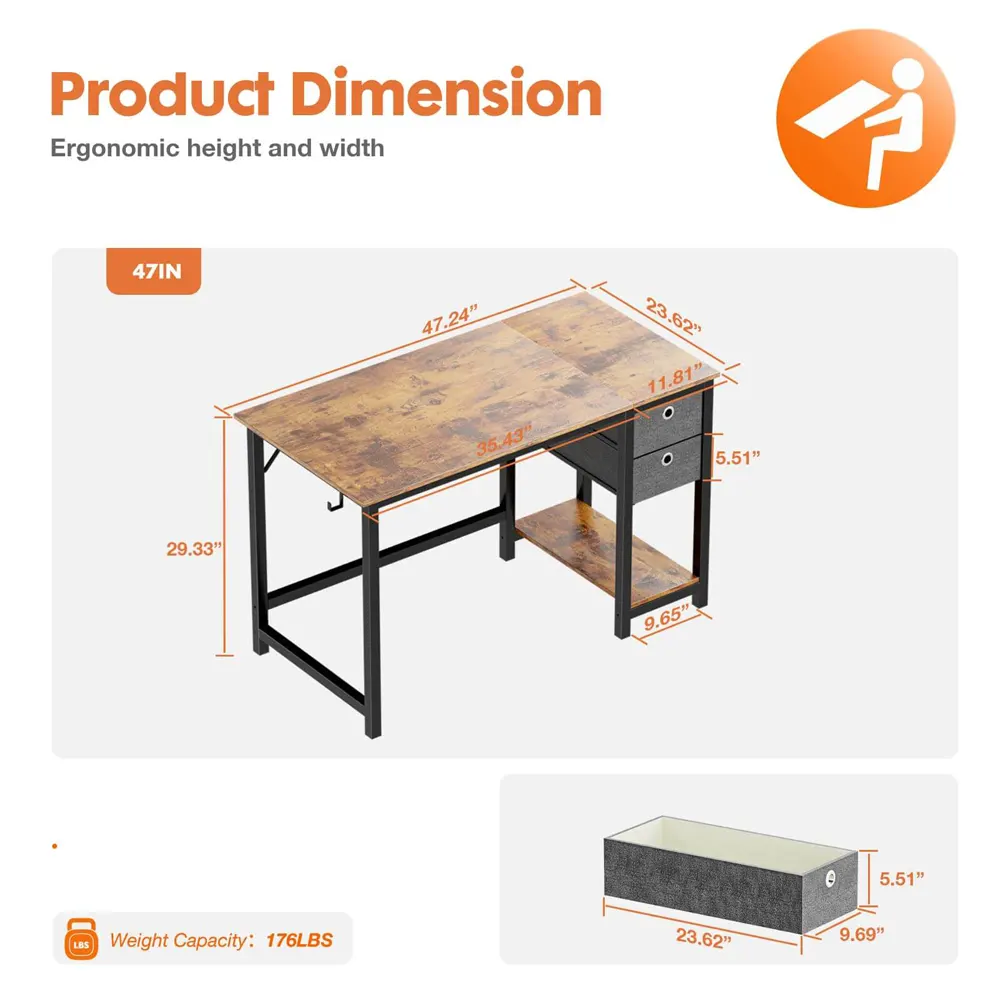 Product Dimension
Ergonomic height and width
47IN
47.24”
23.62”
11.81”
35.43”
5.51”
29.33”
9.65”
5.51”
23.62”
9.69”
LBS
Weight Capacity: 176LBS